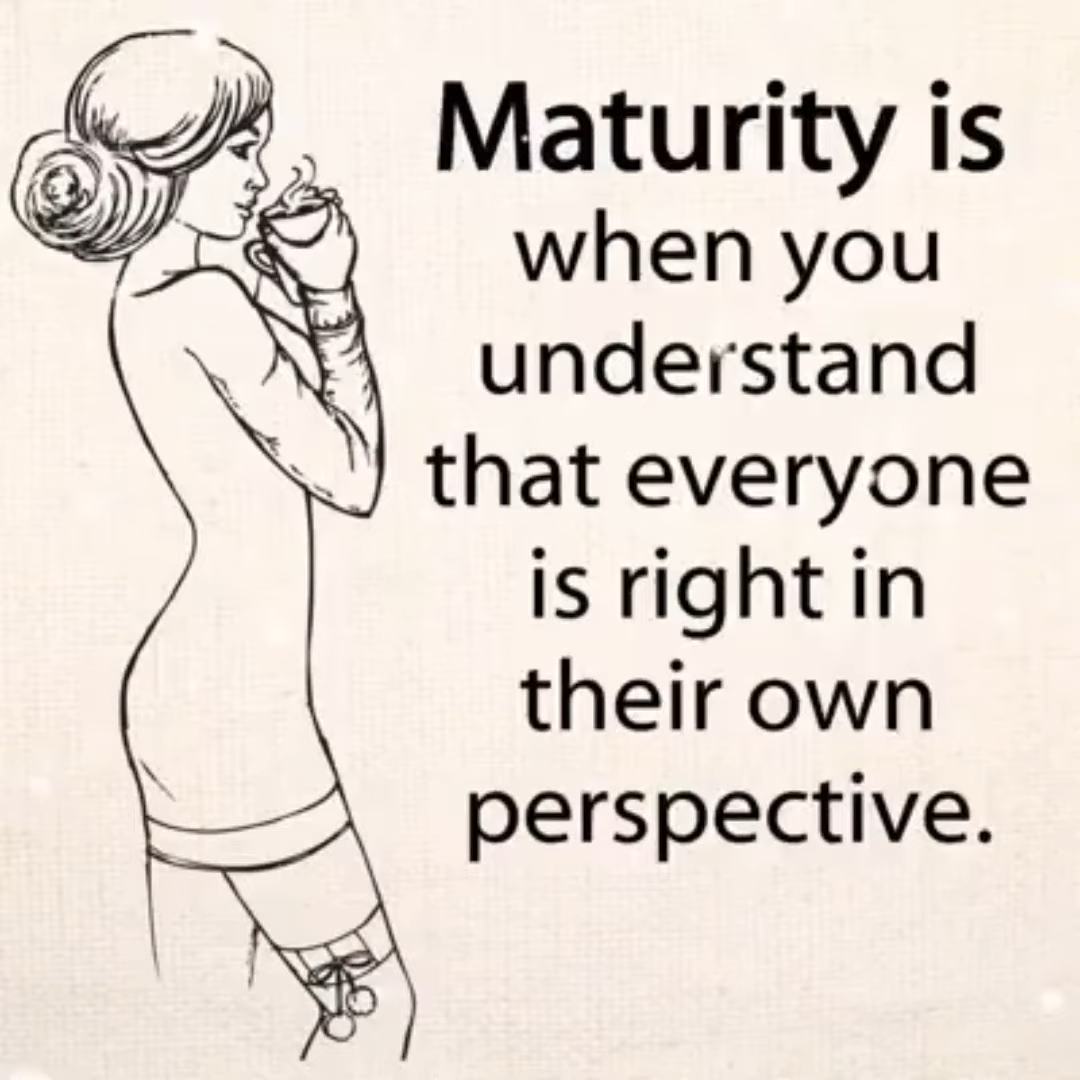 Maturity is
when you
understand
that everyone
is right in
their own
perspective.